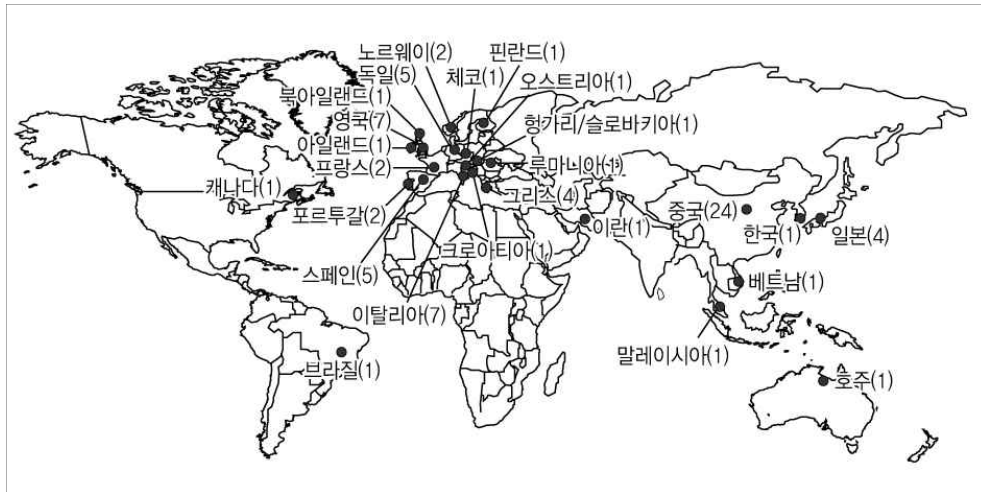 노르웨이(2)
핀란드(1)
독일(5)
체코(1)
오스트리아(1)
북아일랜드(1)
영국(7)
헝가리/슬로바키아(1)
아일랜드(1)
프랑스(2)
루마니아(1)
캐나다(1)
포르투갈(2)
그리스(4)
중국(24)
이란(1)
한국(1)
일본(4)
스페인(5)
크로아티아(1)
베트남(1)
이탈리아(7)
말레이시아(1)
브라질(1)
호주(1)